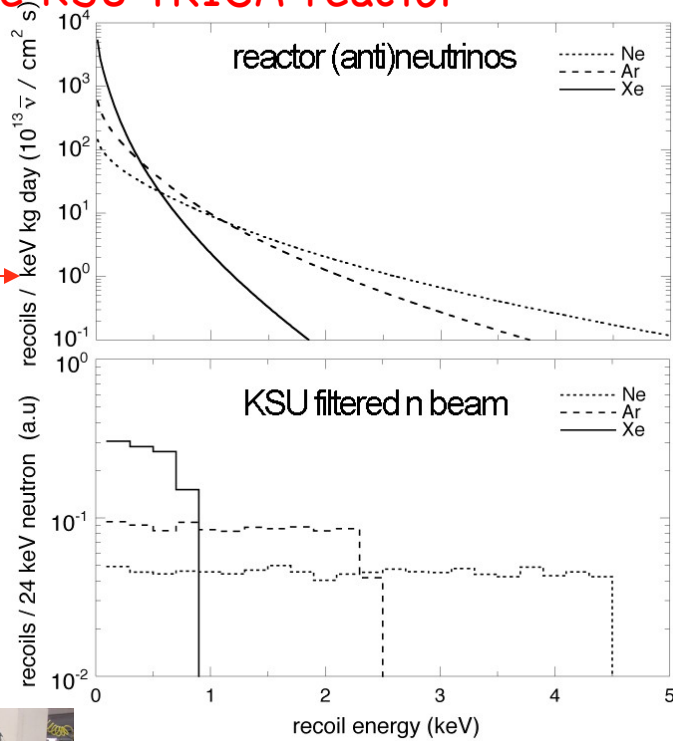 KSU TRIGA reactor
reactor (anti)neutrinos
Ne
Ar
Xe
recoils / keV kg day (10¹³ ν̄ / cm² s)
10⁴
10³
10²
10¹
10⁰
10⁻¹
KSU filtered n beam
Ne
Ar
Xe
recoils / 24 keV neutron (a.u)
10⁰
10⁻¹
10⁻²
0 1 2 3 4 5
recoil energy (keV)